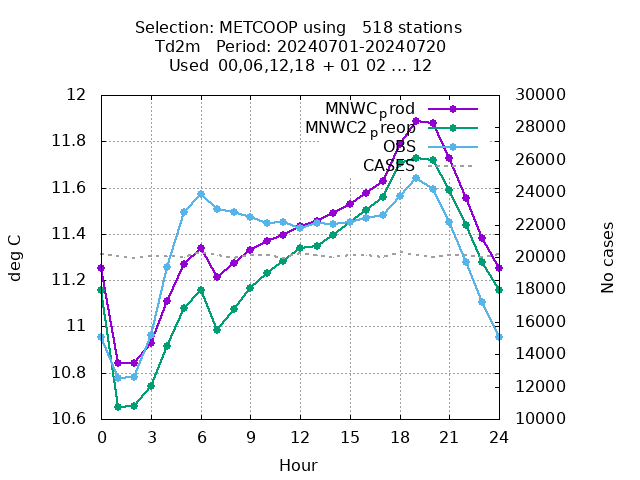 Selection: METCOOP using   518 stations
Td2m   Period: 20240701-20240720
Used  00,06,12,18  + 01 02 ... 12
MNWC_prod
MNWC2_preop
OBS
CASES
12
11.8
11.6
11.4
11.2
11
10.8
10.6
deg C
30000
28000
26000
24000
22000
20000
18000
16000
14000
12000
10000
No cases
0 3 6 9 12 15 18 21 24
Hour